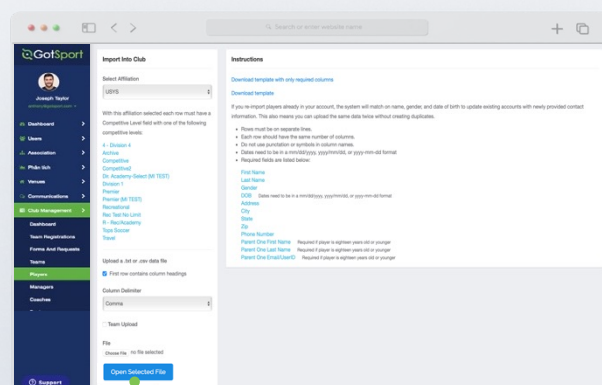 Search or enter website name
GotSport
Joseph Taylor
Dashboard
Users
Association
Phân tích
Venues
Communications
Club Management
Dashboard
Team Registrations
Forms And Requests
Teams
Players
Managers
Coaches
Support
Import Into Club
Select Affiliation
USYS
With this affiliation selected each row must have a
Competitive Level field with one of the following
competitive levels:
4 - Division 4
Archive
Competitive
Competitive2
Dir. Academy-Select (MI TEST)
Division 1
Premier
Premier (MI TEST)
Recreational
Rec Test No Limit
R - Rec/Academy
Tops Soccer
Travel
Upload a .txt or .csv data file
First row contains column headings
Column Delimiter
Comma
Team Upload
File
Choose File no file selected
Open Selected File
Instructions
Download template with only required columns
Download template
If you re-import players already in your account, the system will match on name, gender, and date of birth to update existing accounts with newly provided contact
information. This also means you can upload the same data twice without creating duplicates.
Rows must be on separate lines.
Each row should have the same number of columns.
Do not use punctuation or symbols in column names.
Dates need to be in a mm/dd/yyyy, yyyy/mm/dd, or yyyy-mm-dd format
Required fields are listed below:
First Name
Last Name
Gender
DOB Dates need to be in a mm/dd/yyyy, yyyy/mm/dd, or yyyy-mm-dd format
Address
City
State
Zip
Phone Number
Parent One First Name Required if player is eighteen years old or younger
Parent One Last Name Required if player is eighteen years old or younger
Parent One Email/UserID Required if player is eighteen years old or younger